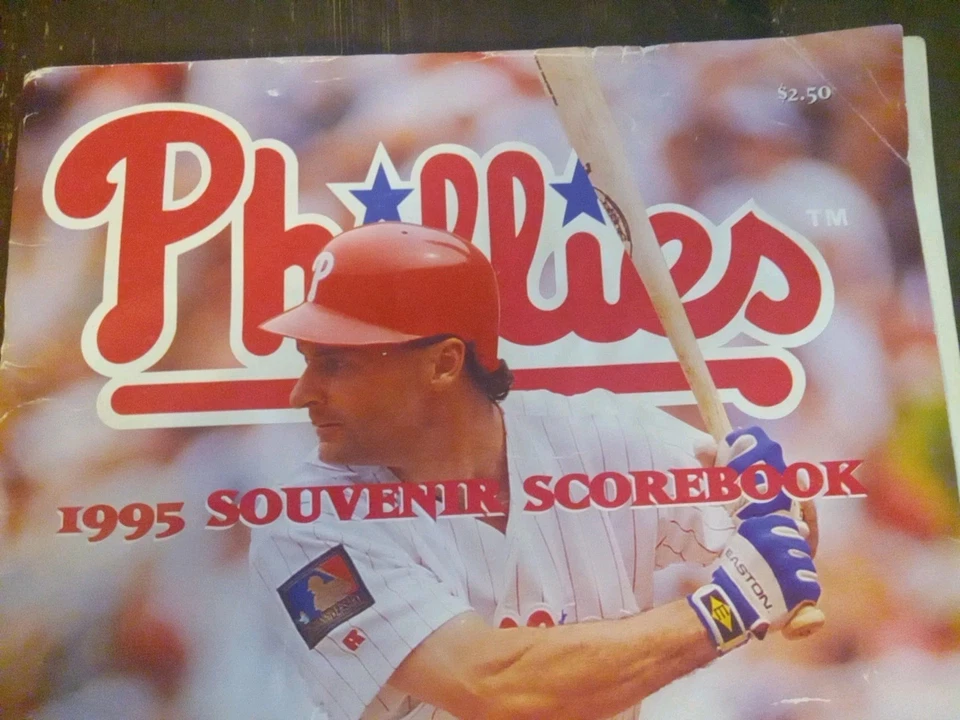 $2.50
Phillies
TM
1995 SOUVENIR SCOREBOOK
P
EASTON